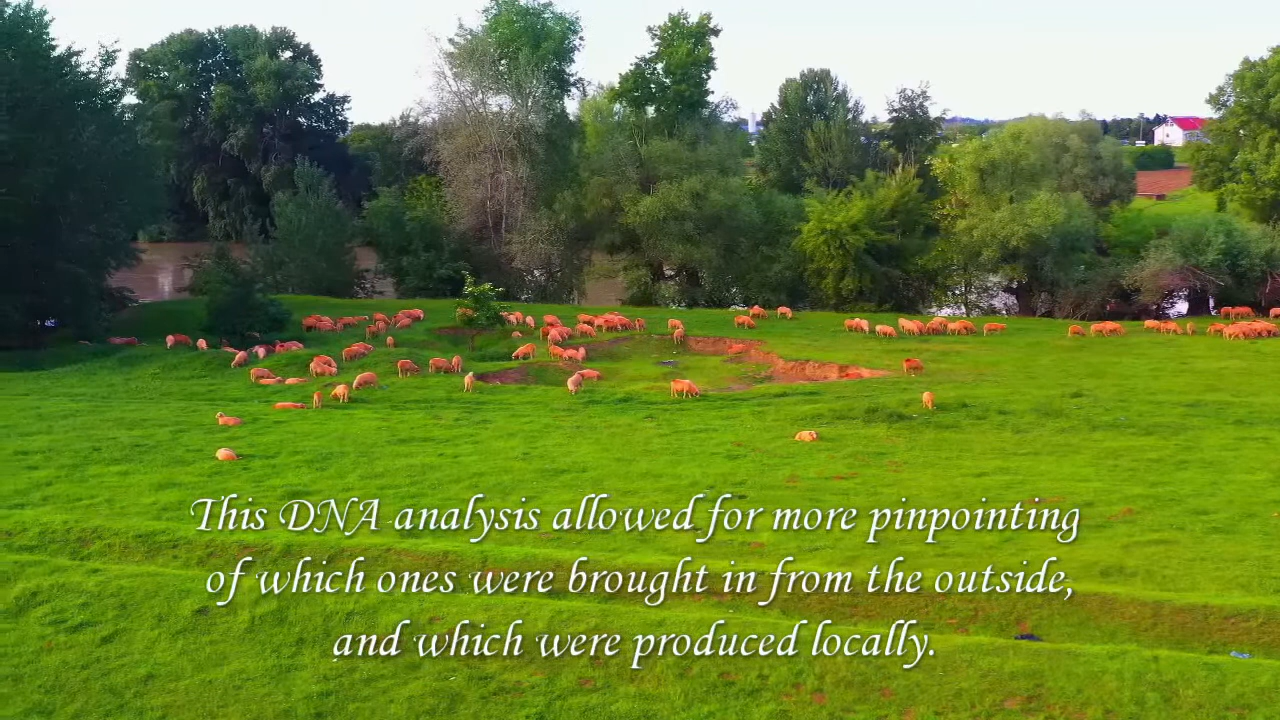 This DNA analysis allowed for more pinpointing
of which ones were brought in from the outside,
and which were produced locally.